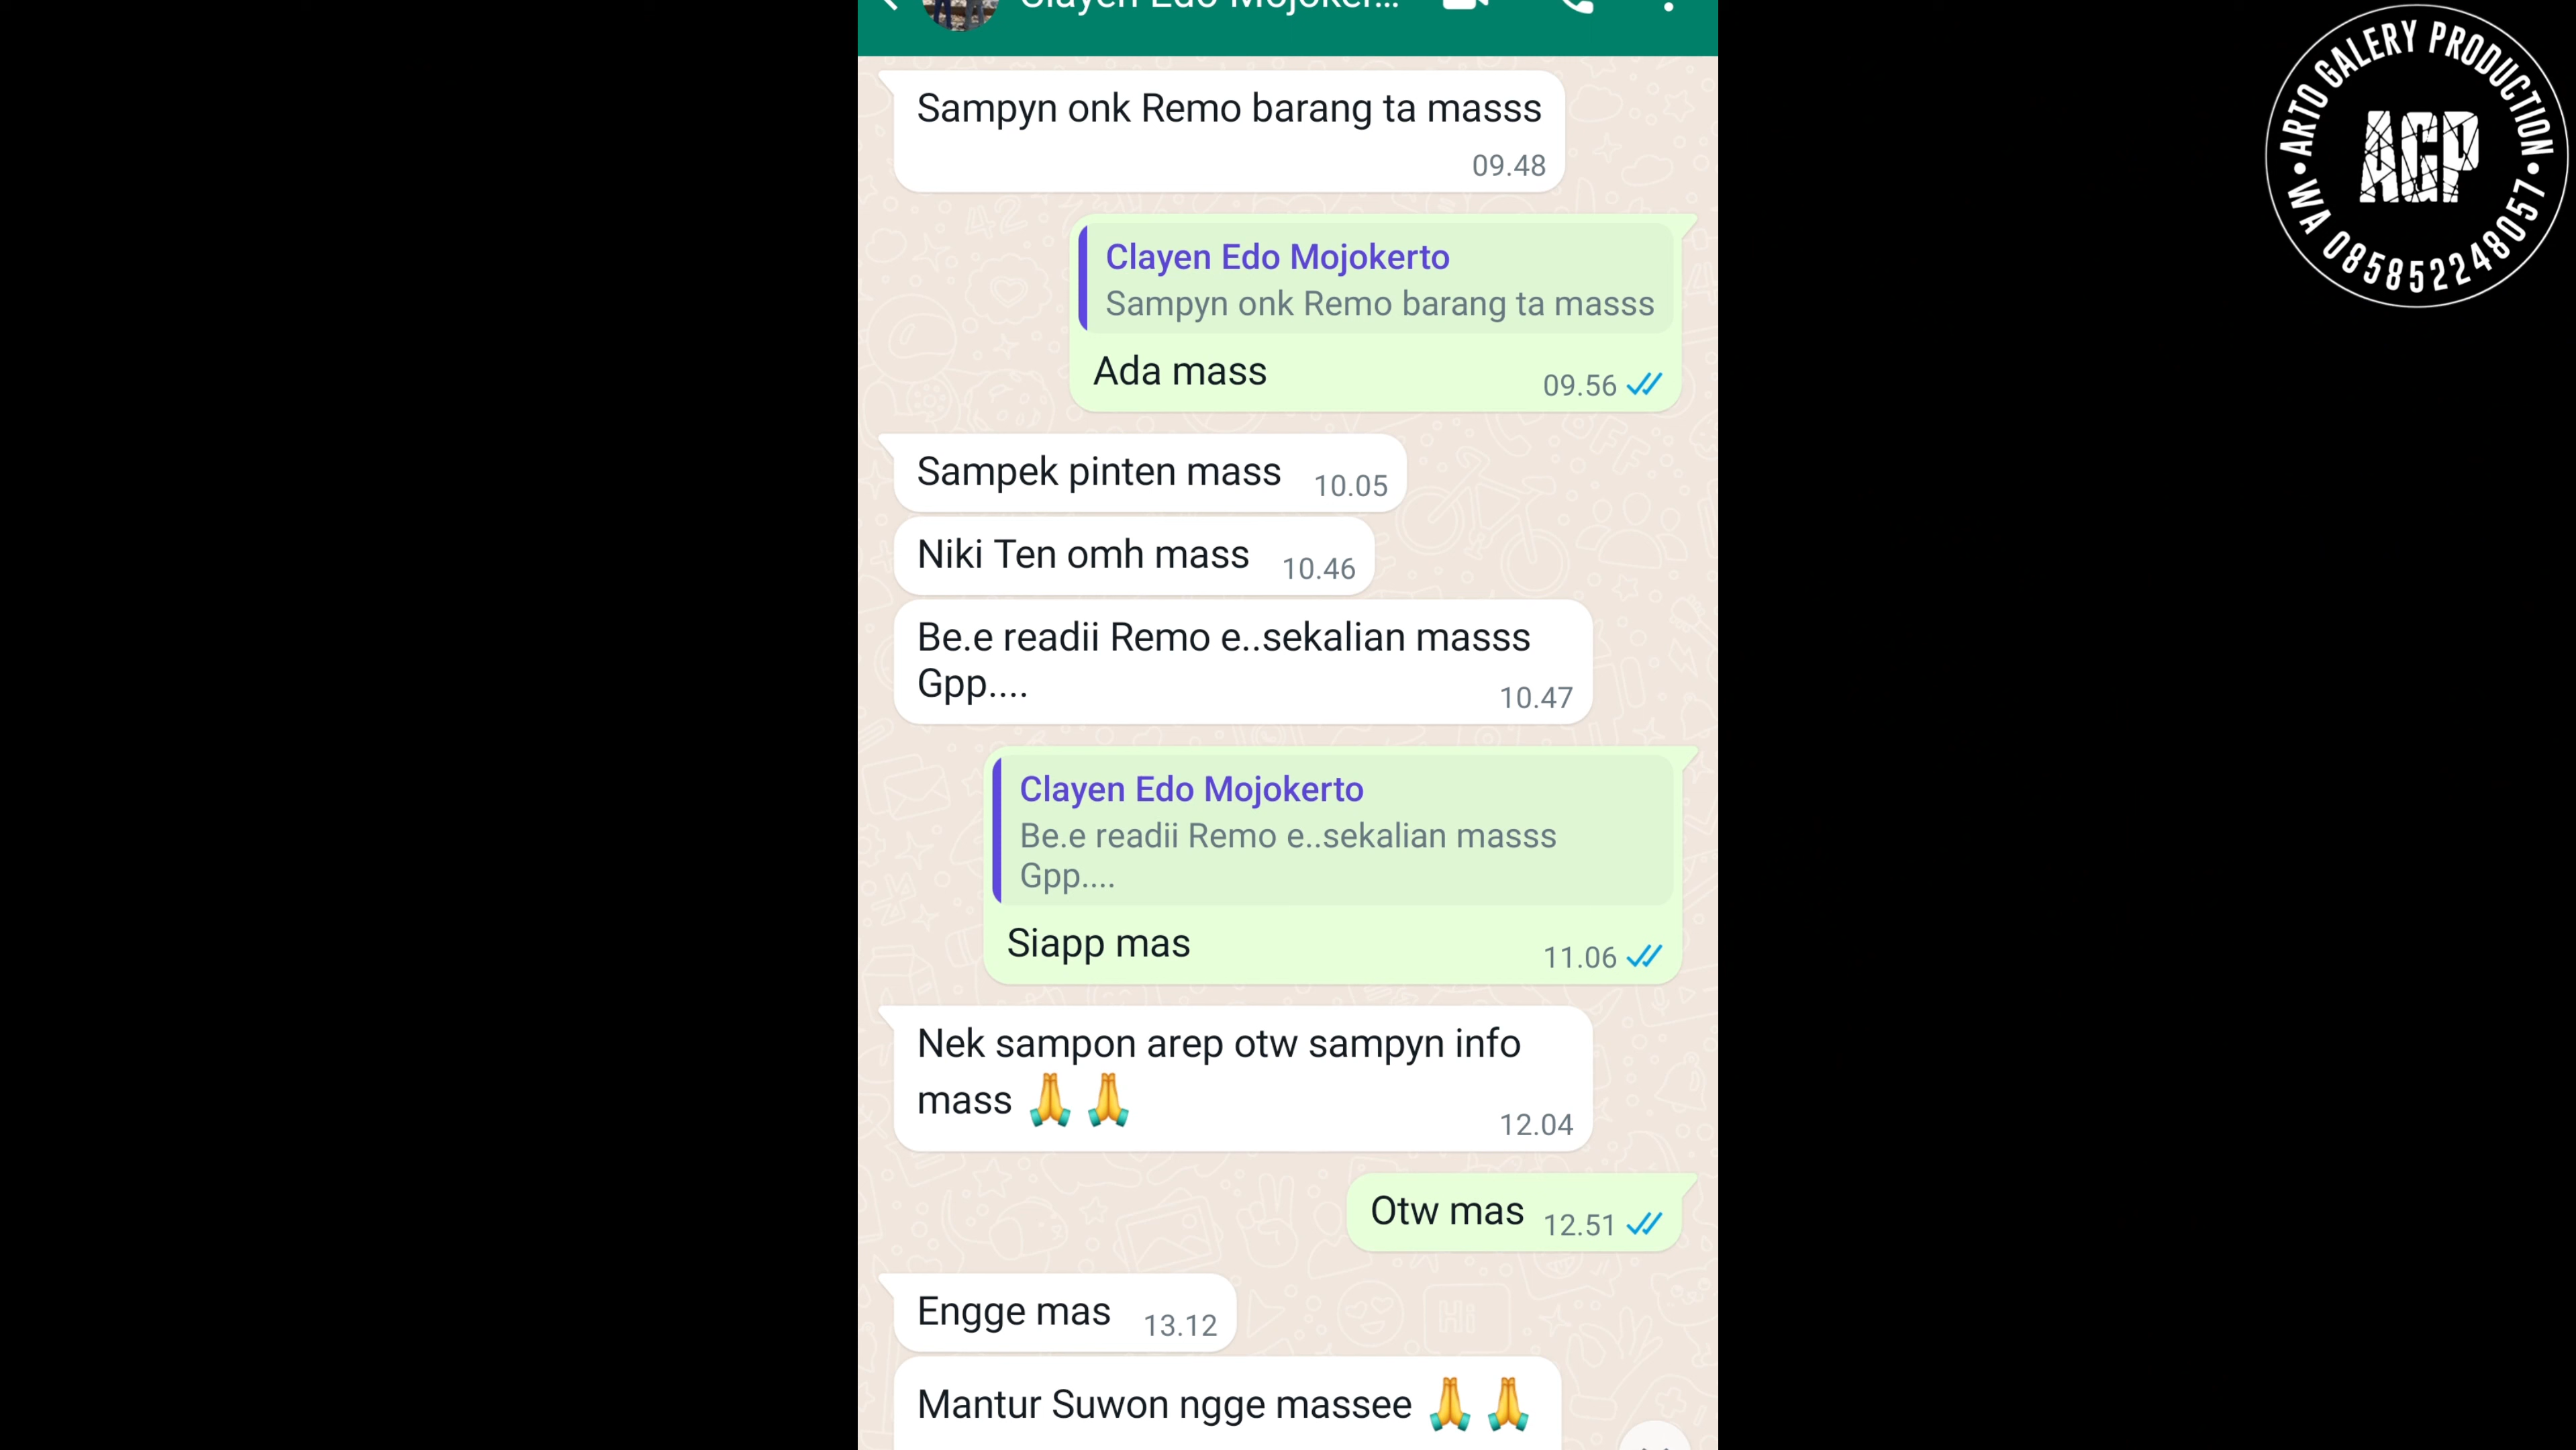 Clayen Edo Mojoker...
Sampyn onk Remo barang ta masss
09.48
Clayen Edo Mojokerto
Sampyn onk Remo barang ta masss
Ada mass 09.56
Sampek pinten mass 10.05
Niki Ten omh mass 10.46
Be.e readii Remo e..sekalian masss
Gpp.... 10.47
Clayen Edo Mojokerto
Be.e readii Remo e..sekalian masss
Gpp....
Siapp mas 11.06
Nek sampon arep otw sampyn info
mass 🙏 🙏 12.04
Otw mas 12.51
Engge mas 13.12
Mantur Suwon ngge massee 🙏 🙏
ARTO GALERY PRODUCTION
AGP
WA 085852248057